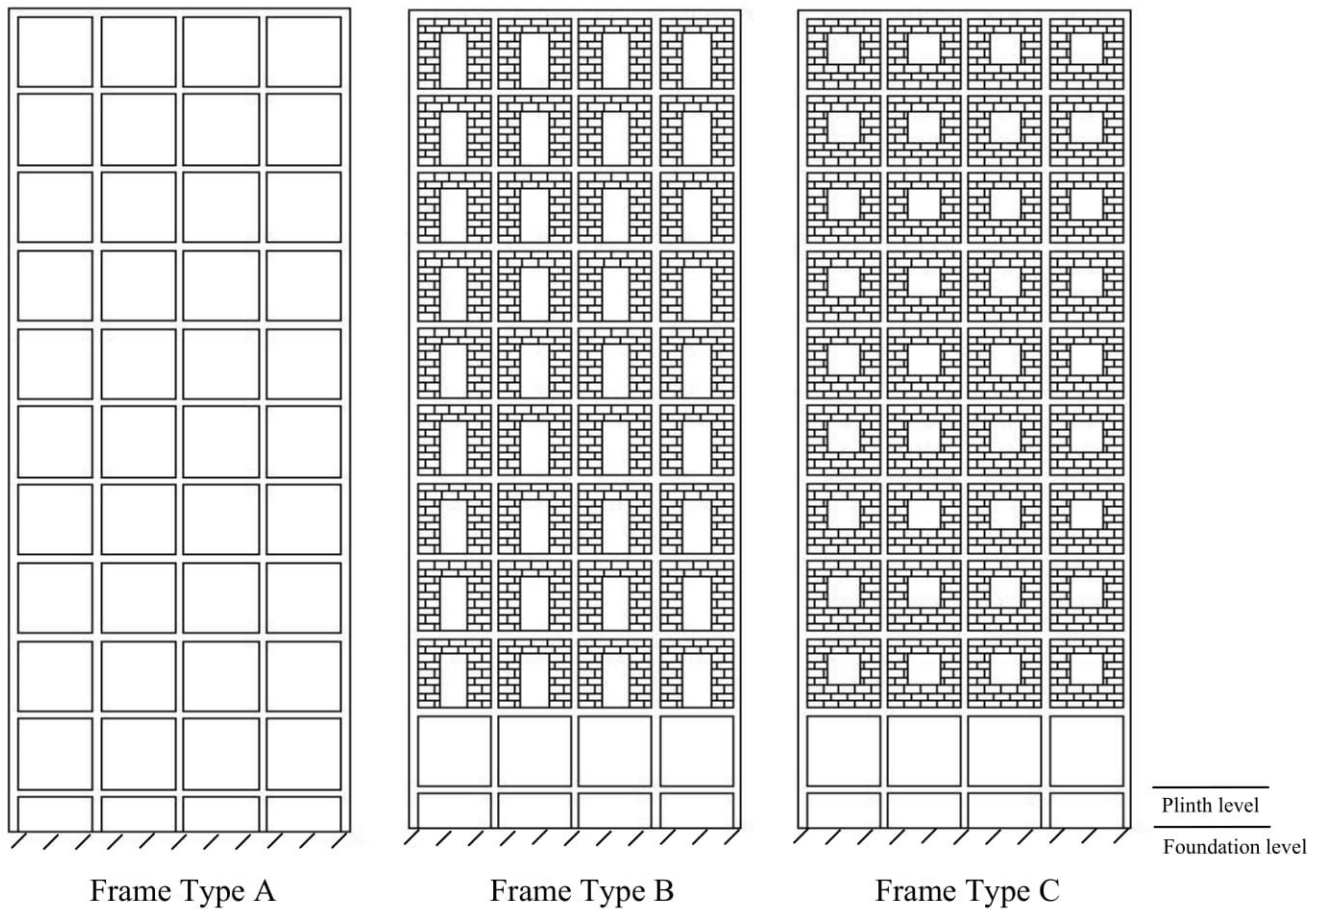 Plinth level
Foundation level
Frame Type A
Frame Type B
Frame Type C